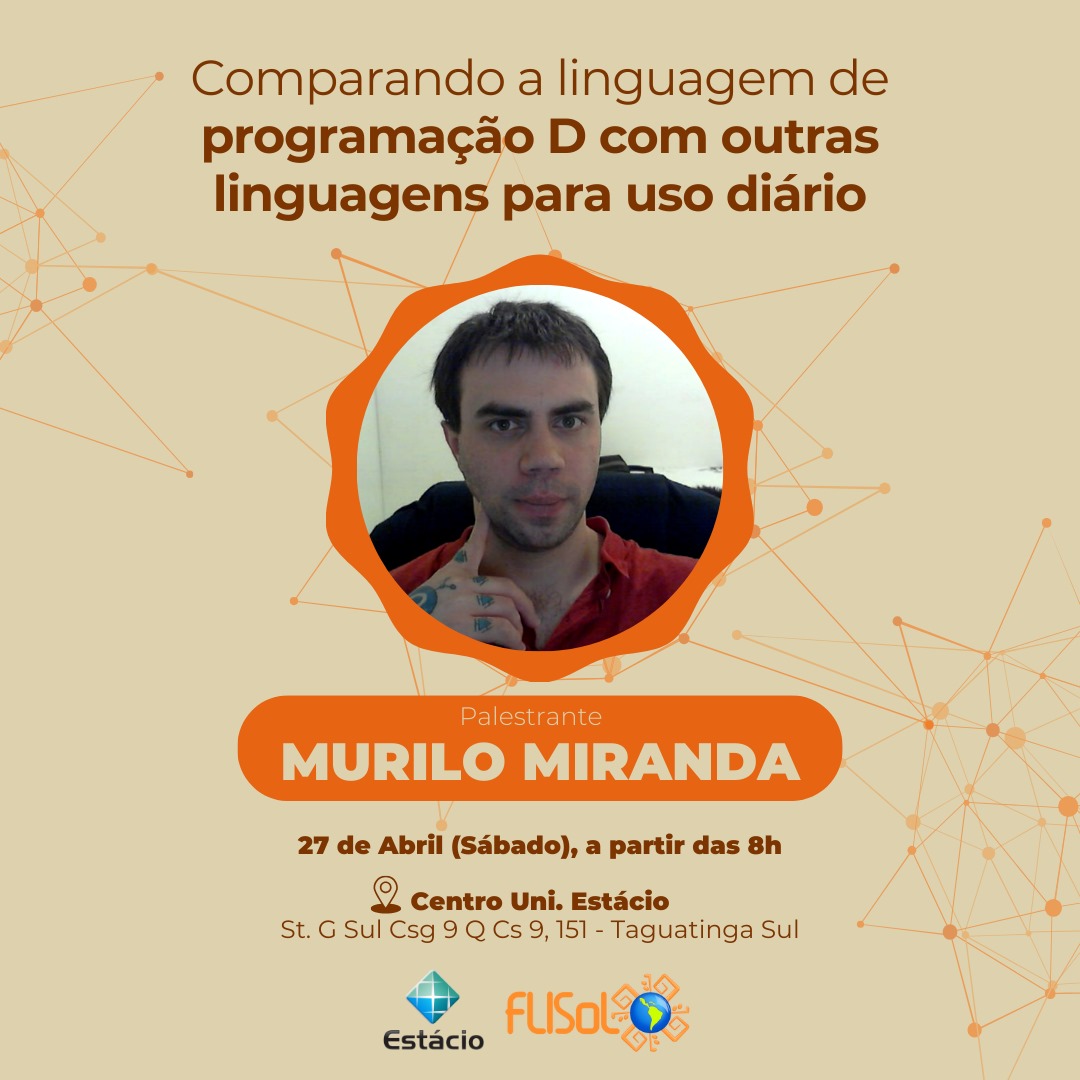 Comparando a linguagem de
programação D com outras
linguagens para uso diário
Palestrante
MURILO MIRANDA
27 de Abril (Sábado), a partir das 8h
Centro Uni. Estácio
St. G Sul Csg 9 Q Cs 9, 151 - Taguatinga Sul
Estácio
FLISol